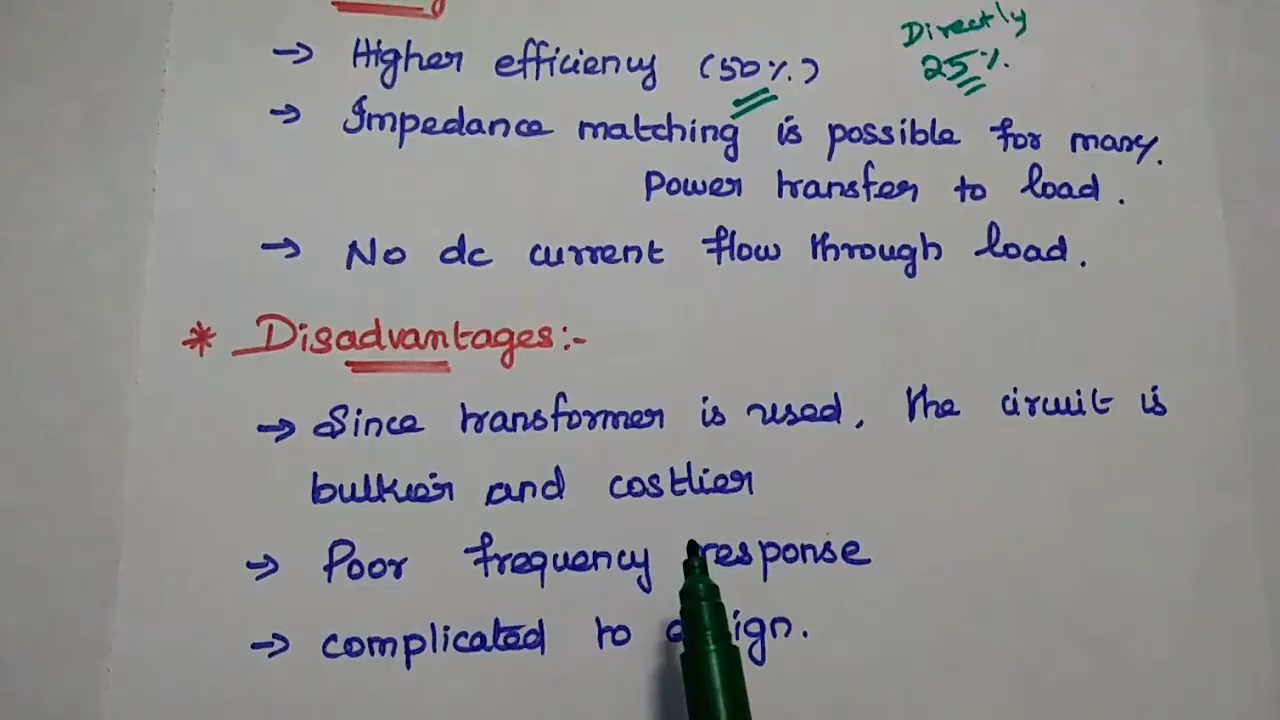 Directly
→ Higher efficiency (50%.) 25%.
→ Impedance matching is possible for many.
Power transfer to load.
→ No dc current flow through load.
* Disadvantages:-
→ Since transformer is used, the circuit is
bulkier and costlier
→ Poor frequency response
→ complicated to